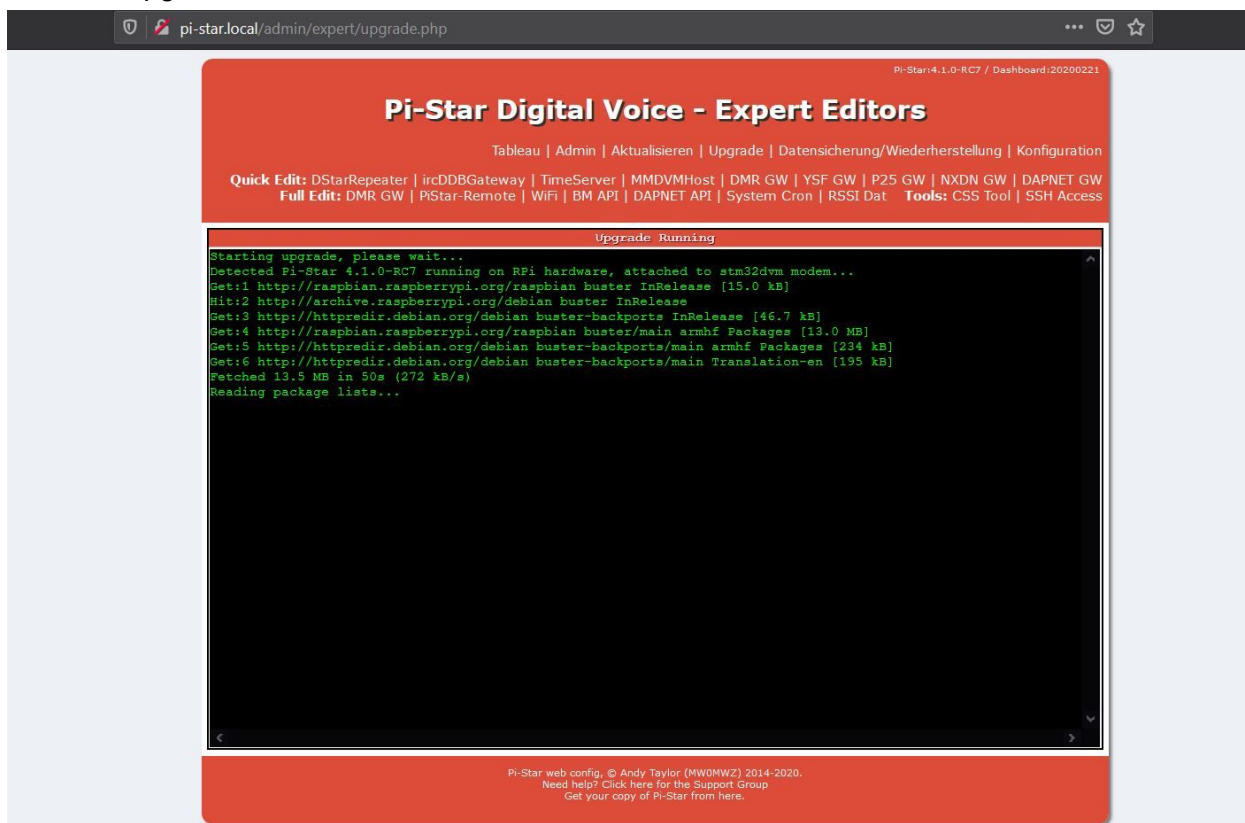 pi-star.local/admin/expert/upgrade.php
Pi-Star:4.1.0-RC7 / Dashboard:20200221
Pi-Star Digital Voice - Expert Editors
Tableau | Admin | Aktualisieren | Upgrade | Datensicherung/Wiederherstellung | Konfiguration
Quick Edit: DStarRepeater | ircDDBGateway | TimeServer | MMDVMHost | DMR GW | YSF GW | P25 GW | NXDN GW | DAPNET GW
Full Edit: DMR GW | PiStar-Remote | WiFi | BM API | DAPNET API | System Cron | RSSI Dat Tools: CSS Tool | SSH Access
Upgrade Running
Starting upgrade, please wait...
Detected Pi-Star 4.1.0-RC7 running on RPi hardware, attached to stm32dvm modem...
Get:1 http://raspbian.raspberrypi.org/raspbian buster InRelease [15.0 kB]
Hit:2 http://archive.raspberrypi.org/debian buster InRelease
Get:3 http://httpredir.debian.org/debian buster-backports InRelease [46.7 kB]
Get:4 http://raspbian.raspberrypi.org/raspbian buster/main armhf Packages [13.0 MB]
Get:5 http://httpredir.debian.org/debian buster-backports/main armhf Packages [234 kB]
Get:6 http://httpredir.debian.org/debian buster-backports/main Translation-en [195 kB]
Fetched 13.5 MB in 50s (272 kB/s)
Reading package lists...
Pi-Star web config, © Andy Taylor (MW0MWZ) 2014-2020.
Need help? Click here for the Support Group
Get your copy of Pi-Star from here.